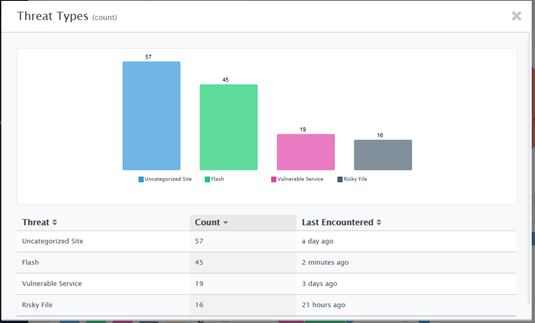 Threat Types (count)
57
45
19
16
Uncategorized Site Flash Vulnerable Service Risky File
Threat Count Last Encountered
Uncategorized Site 57 a day ago
Flash 45 2 minutes ago
Vulnerable Service 19 3 days ago
Risky File 16 21 hours ago